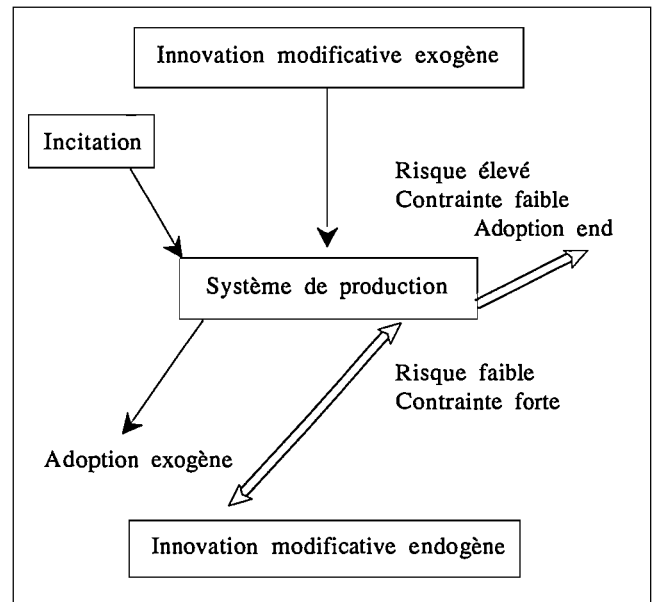 Innovation modificative exogène
Incitation
Risque élevé
Contrainte faible
Adoption end
Système de production
Risque faible
Contrainte forte
Adoption exogène
Innovation modificative endogène